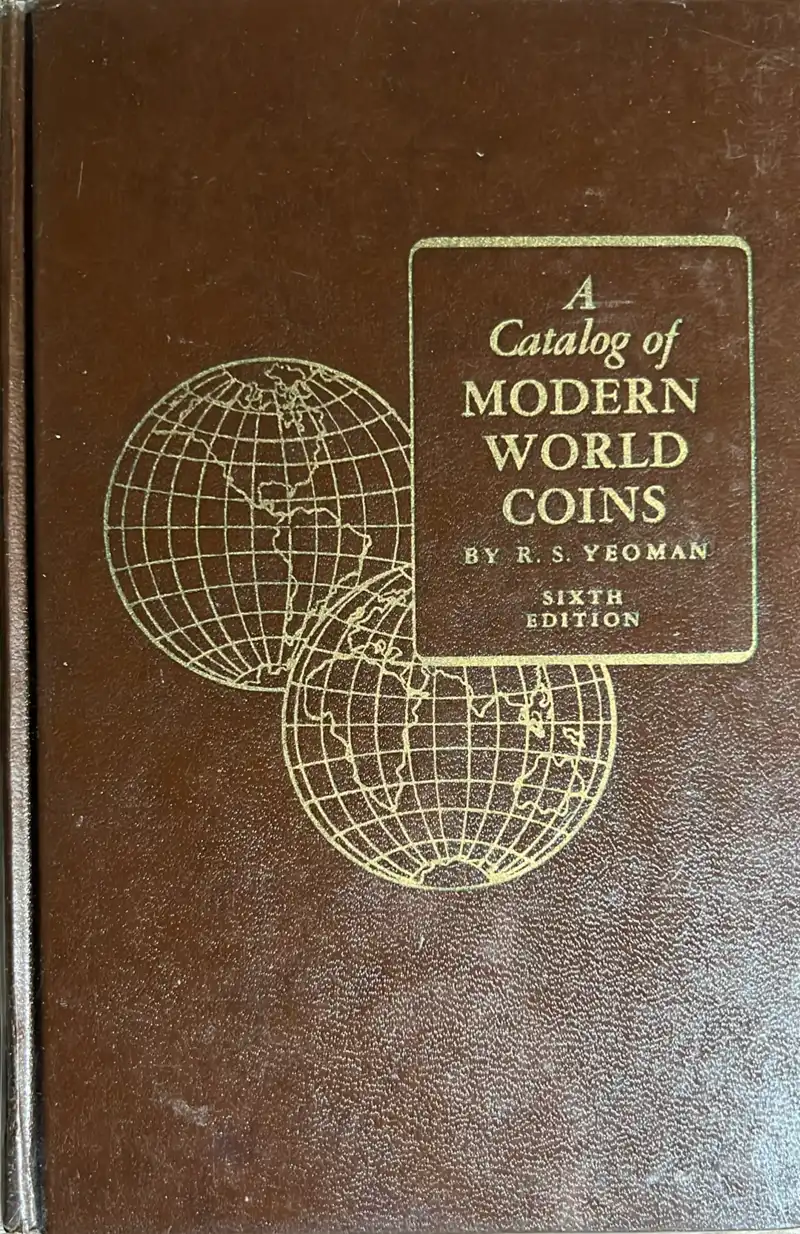 A
Catalog of
MODERN
WORLD
COINS
BY R. S. YEOMAN
SIXTH
EDITION